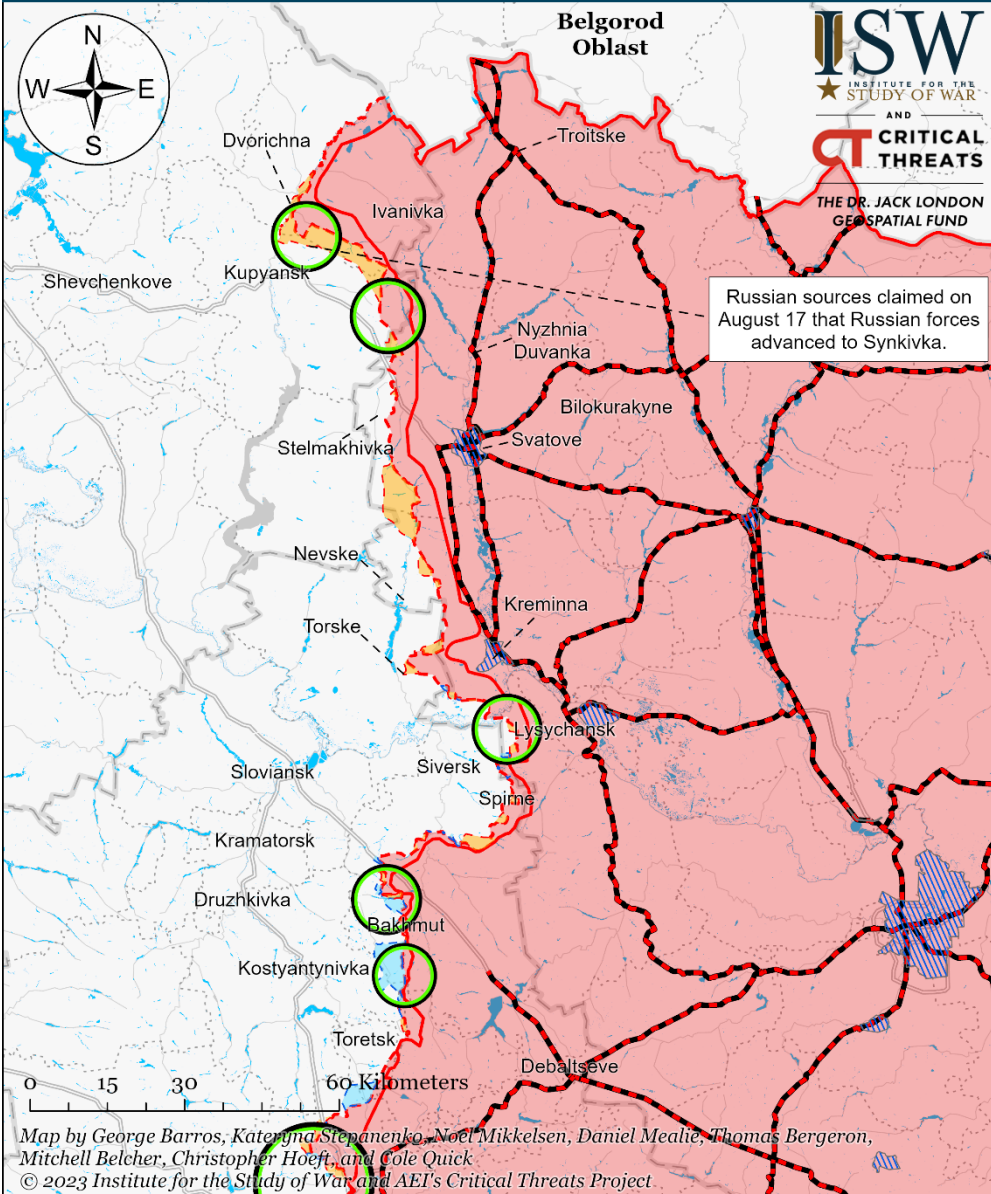 Belgorod
Oblast
N
W
E
S
ISW
INSTITUTE FOR THE
STUDY OF WAR
AND
CT CRITICAL
THREATS
THE DR. JACK LONDON
GEOSPATIAL FUND
Dvorichna
Troitske
Ivanivka
Kupyansk
Shevchenkove
Russian sources claimed on
August 17 that Russian forces
advanced to Synkivka.
Nyzhnia
Duvanka
Bilokurakyne
Stelmakhivka
Svatove
Nevske
Kreminna
Torske
Lysychansk
Siversk
Sloviansk
Spirne
Kramatorsk
Druzhkivka
Bakhmut
Kostyantynivka
Toretsk
Debaltseve
0 15 30 60 Kilometers
Map by George Barros, Kateryna Stepanenko, Noel Mikkelsen, Daniel Mealie, Thomas Bergeron,
Mitchell Belcher, Christopher Hoeft, and Cole Quick
© 2023 Institute for the Study of War and AEI's Critical Threats Project